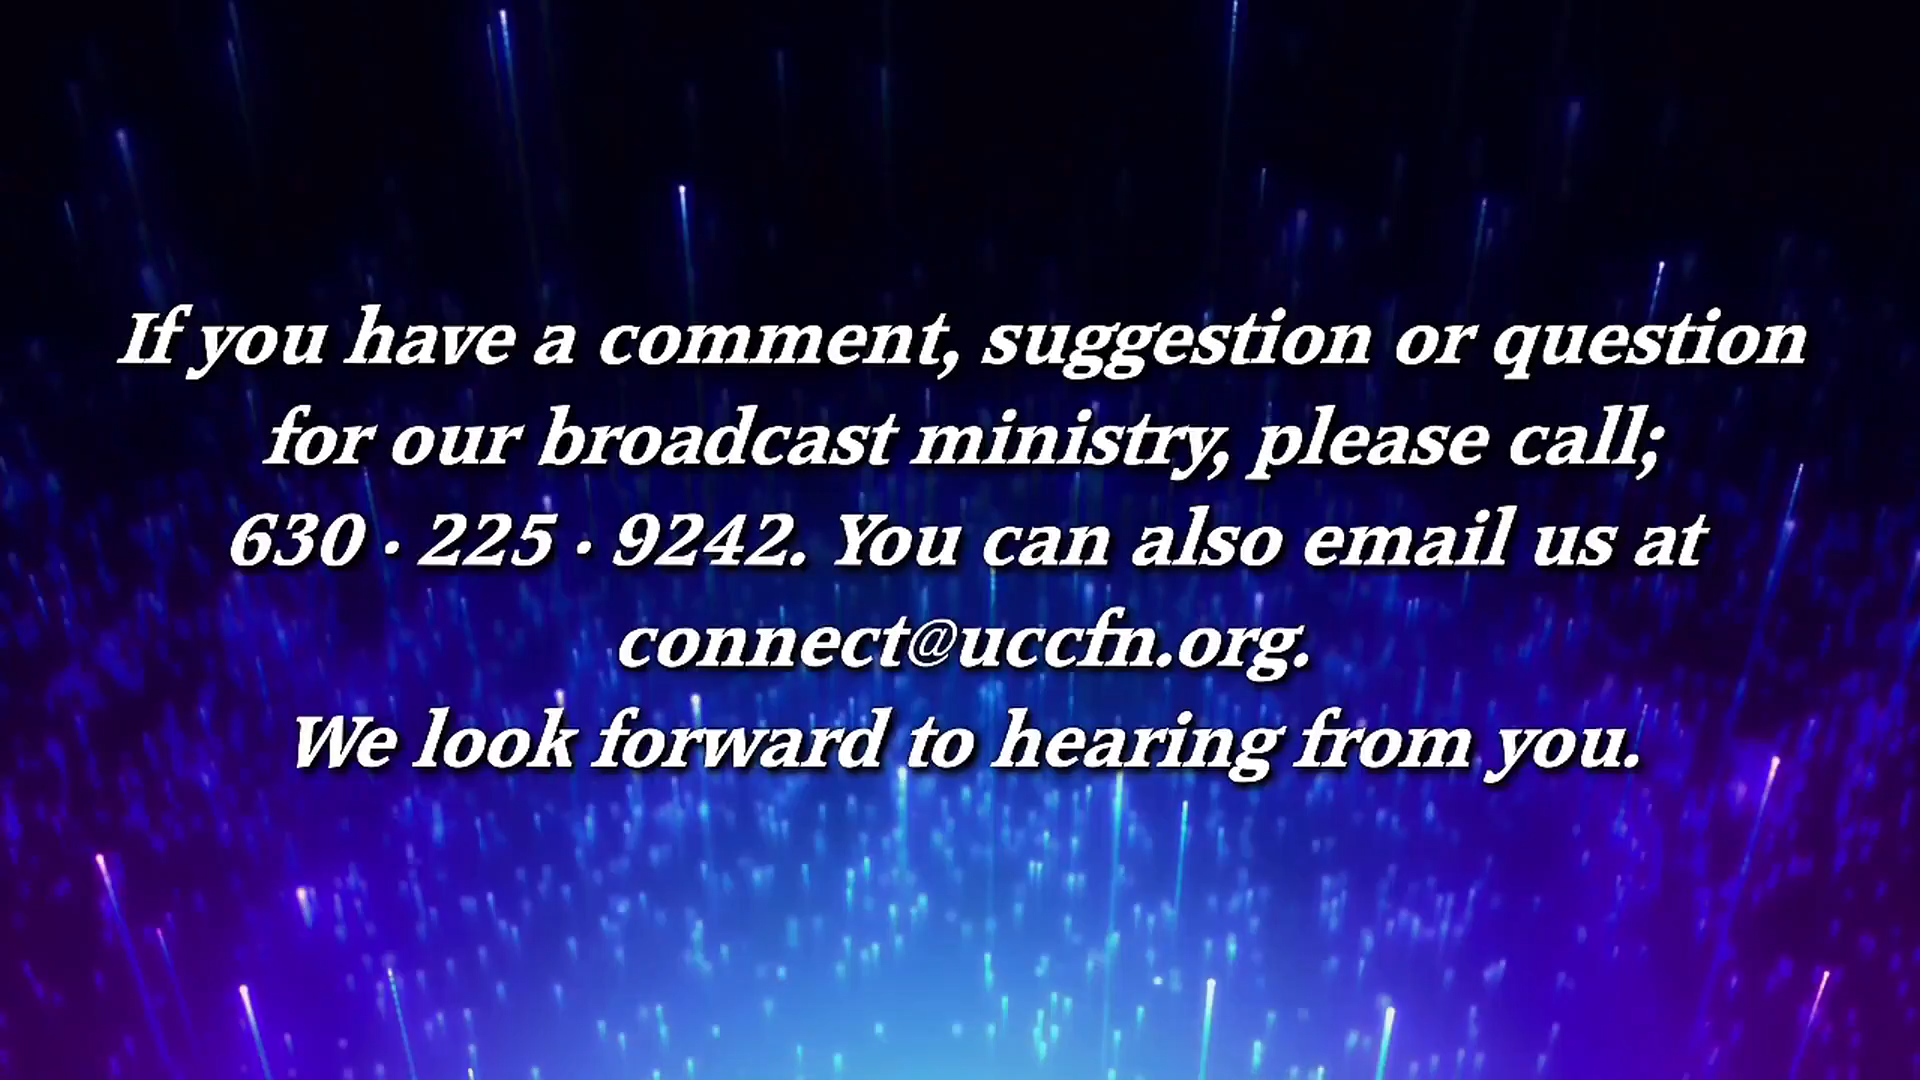 If you have a comment, suggestion or question
for our broadcast ministry, please call;
630 · 225 · 9242. You can also email us at
connect@uccfn.org.
We look forward to hearing from you.